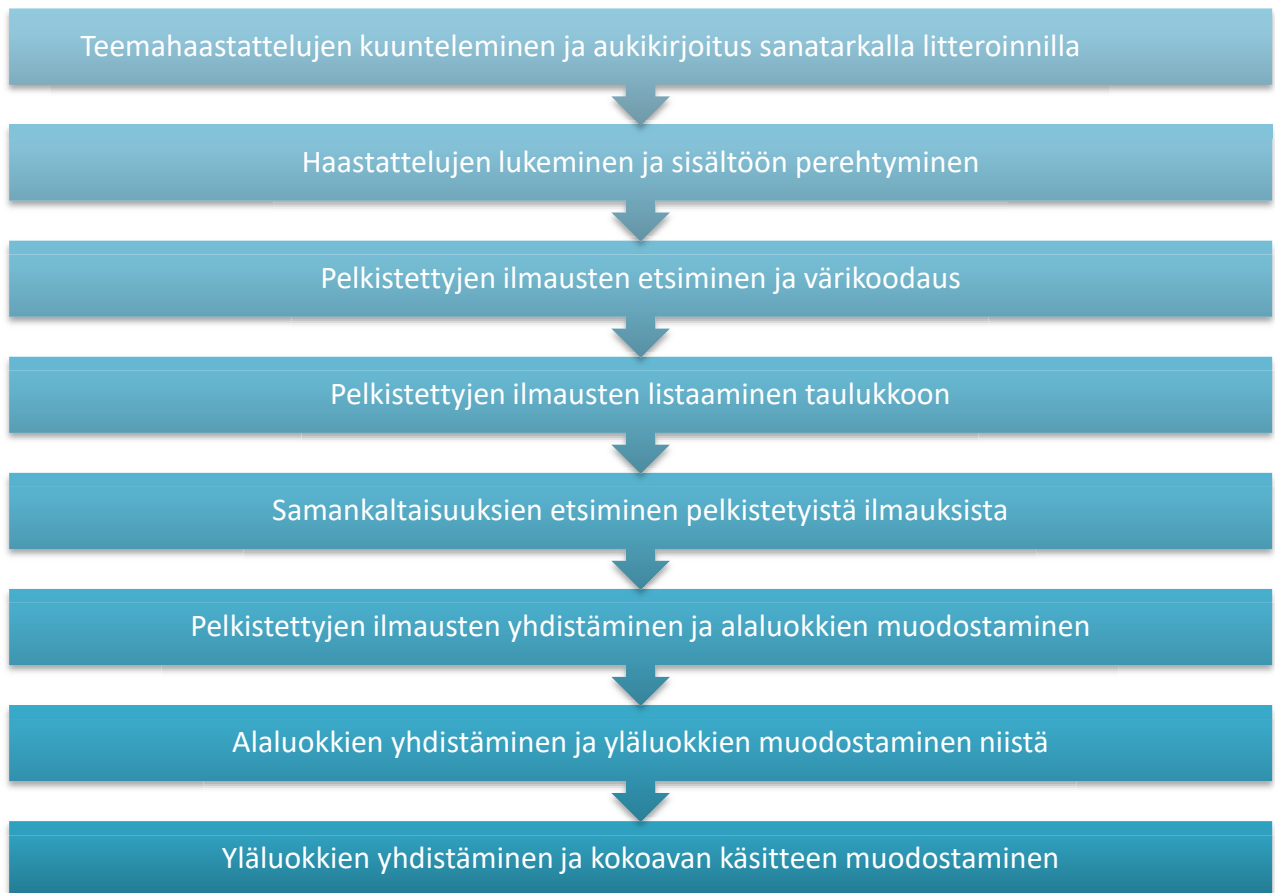 Teemahaastattelujen kuunteleminen ja aukikirjoitus sanatarkalla litteroinnilla
Haastattelujen lukeminen ja sisältöön perehtyminen
Pelkistettyjen ilmausten etsiminen ja värikoodaus
Pelkistettyjen ilmausten listaaminen taulukkoon
Samankaltaisuuksien etsiminen pelkistetyistä ilmauksista
Pelkistettyjen ilmausten yhdistäminen ja alaluokkien muodostaminen
Alaluokkien yhdistäminen ja yläluokkien muodostaminen niistä
Yläluokkien yhdistäminen ja kokoavan käsitteen muodostaminen